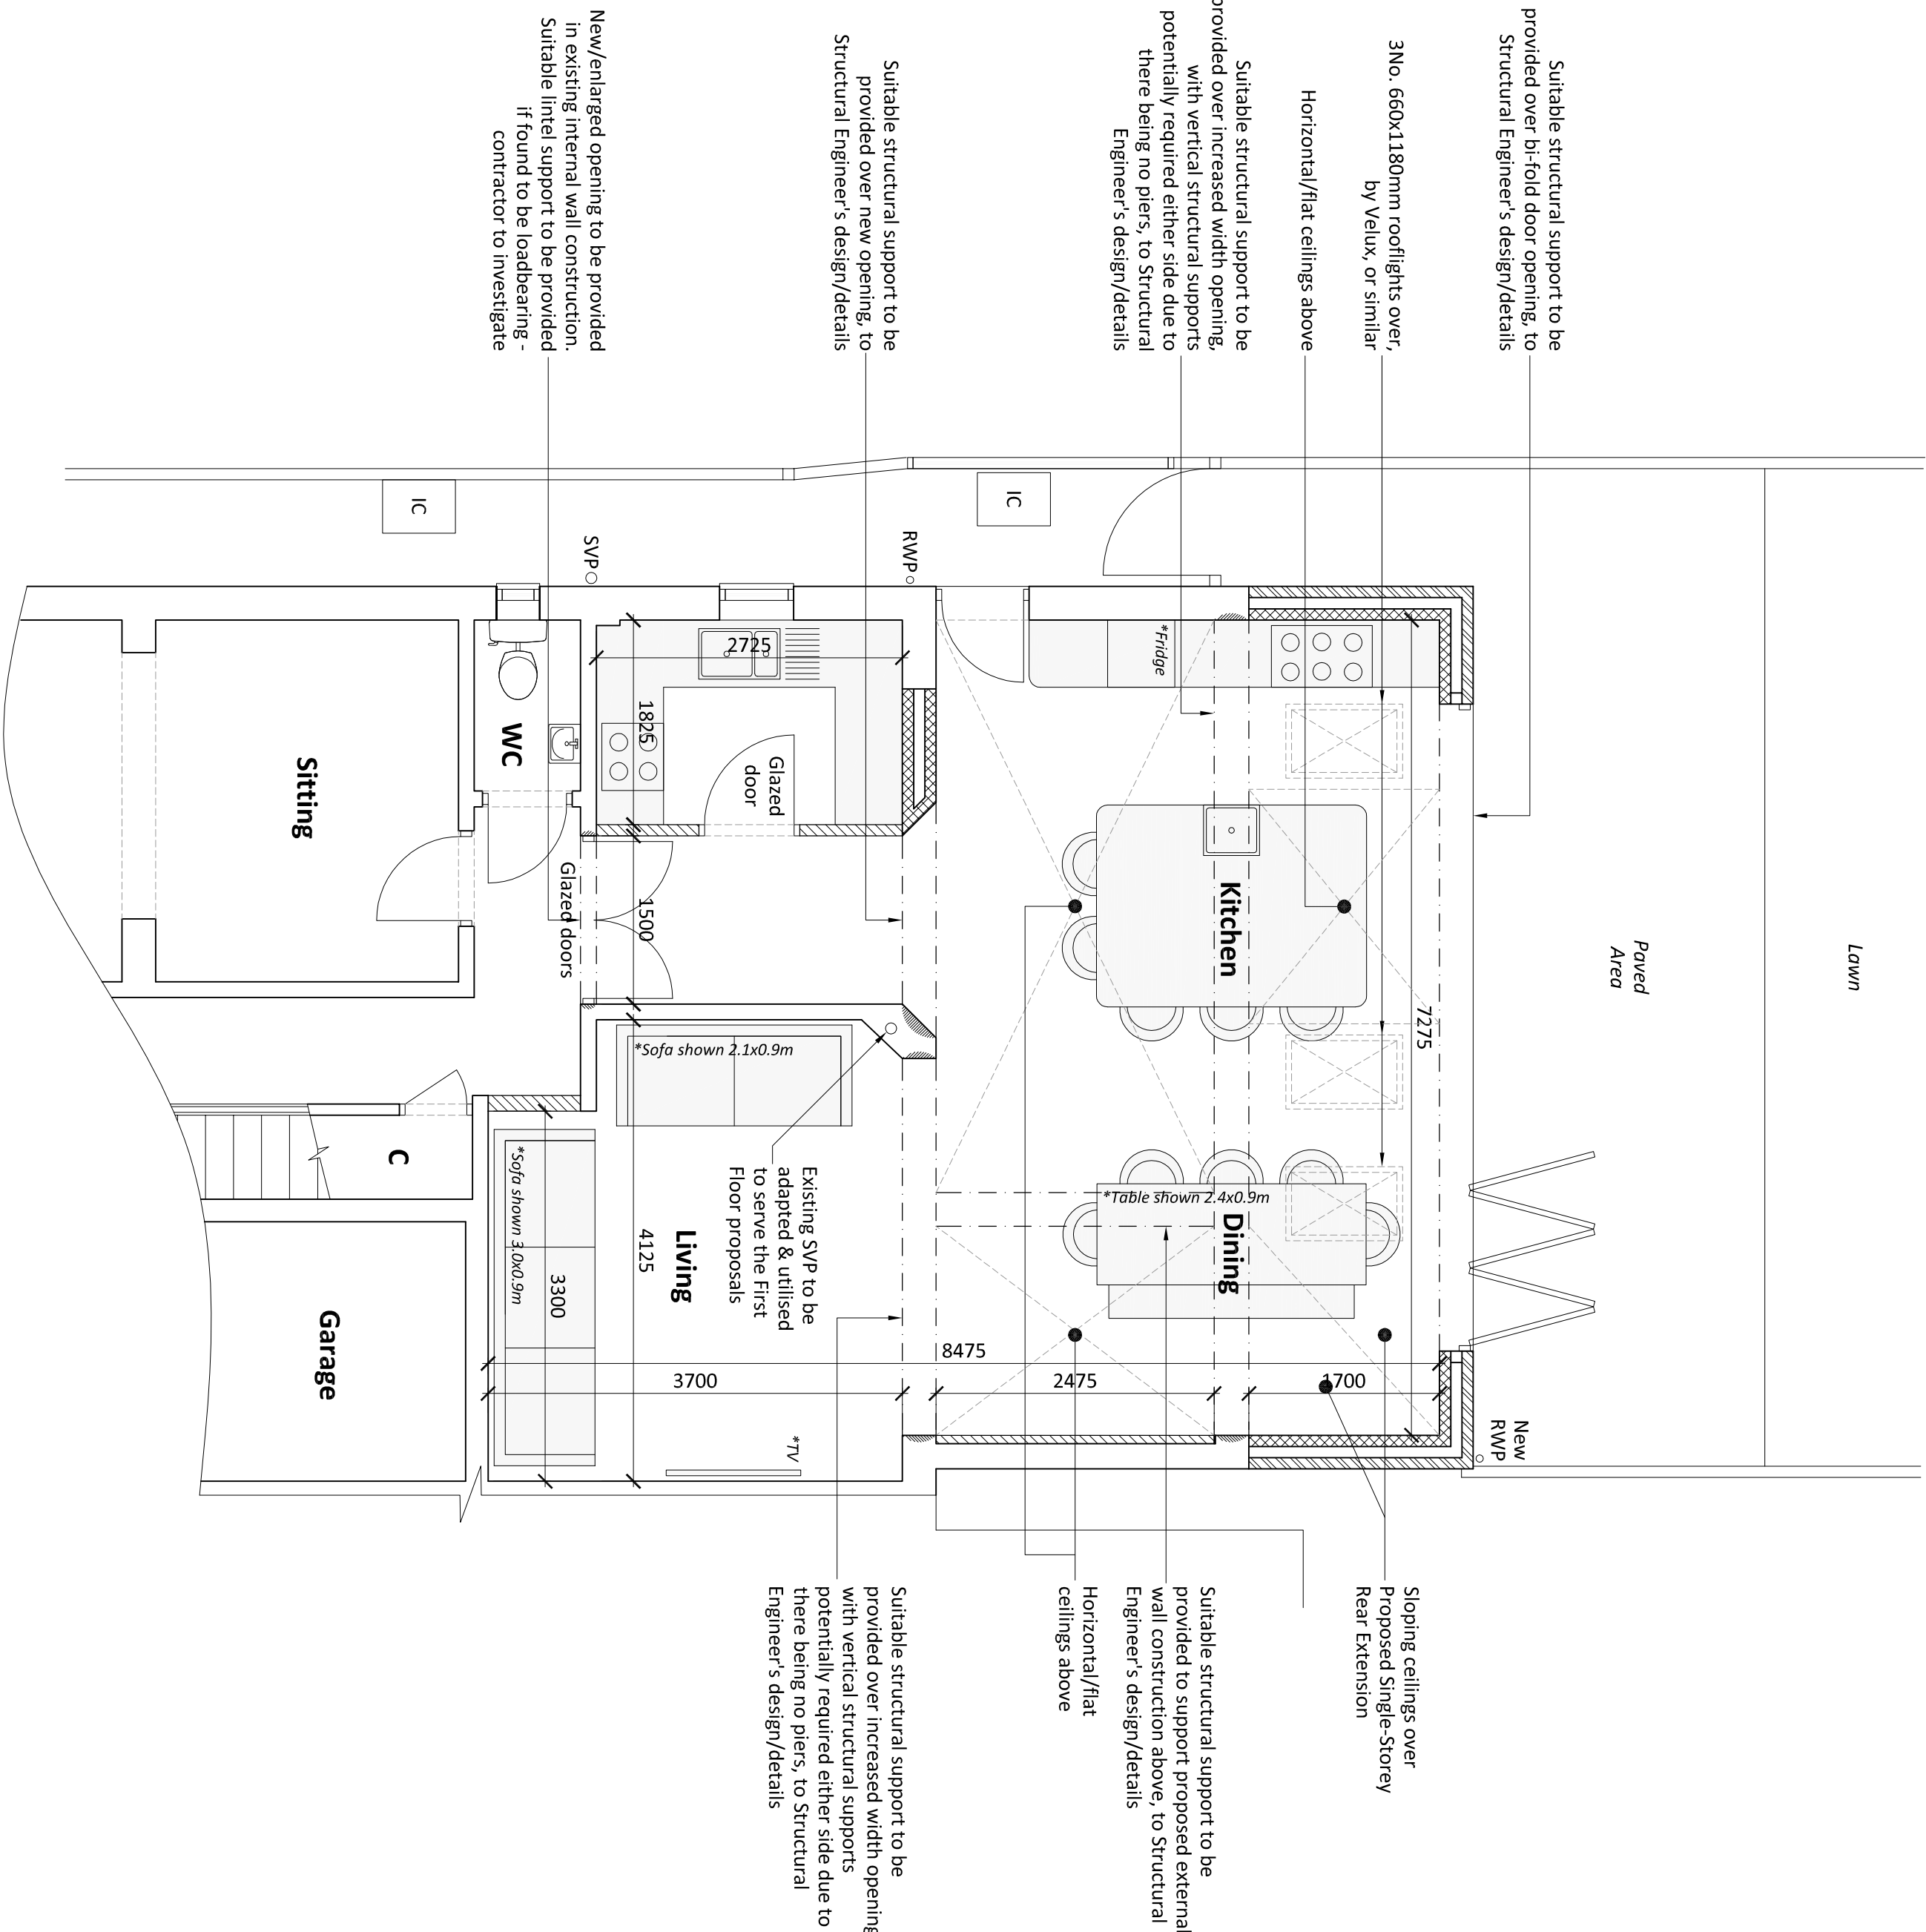 Suitable structural support to be
provided over bi-fold door opening, to
Structural Engineer's design/details
3No. 660x1180mm rooflights over,
by Velux, or similar
Horizontal/flat ceilings above
Suitable structural support to be
provided over increased width opening,
with vertical structural supports
potentially required either side due to
there being no piers, to Structural
Engineer's design/details
Suitable structural support to be
provided over new opening, to
Structural Engineer's design/details
New/enlarged opening to be provided
in existing internal wall construction.
Suitable lintel support to be provided
if found to be loadbearing -
contractor to investigate
Lawn
Paved
Area
IC
IC
RWP
SVP
*Fridge
Kitchen
7275
*Table shown 2.4x0.9m
Dining
2725
1825
Glazed
door
1500
Glazed doors
WC
Sitting
*Sofa shown 2.1x0.9m
Existing SVP to be
adapted & utilised
to serve the First
Floor proposals
Living
4125
*Sofa shown 3.0x0.9m
3300
C
Garage
8475
3700
2475
1700
*TV
New
RWP
Sloping ceilings over
Proposed Single-Storey
Rear Extension
Suitable structural support to be
provided to support proposed external
wall construction above, to Structural
Engineer's design/details
Horizontal/flat
ceilings above
Suitable structural support to be
provided over increased width opening
with vertical structural supports
potentially required either side due to
there being no piers, to Structural
Engineer's design/details